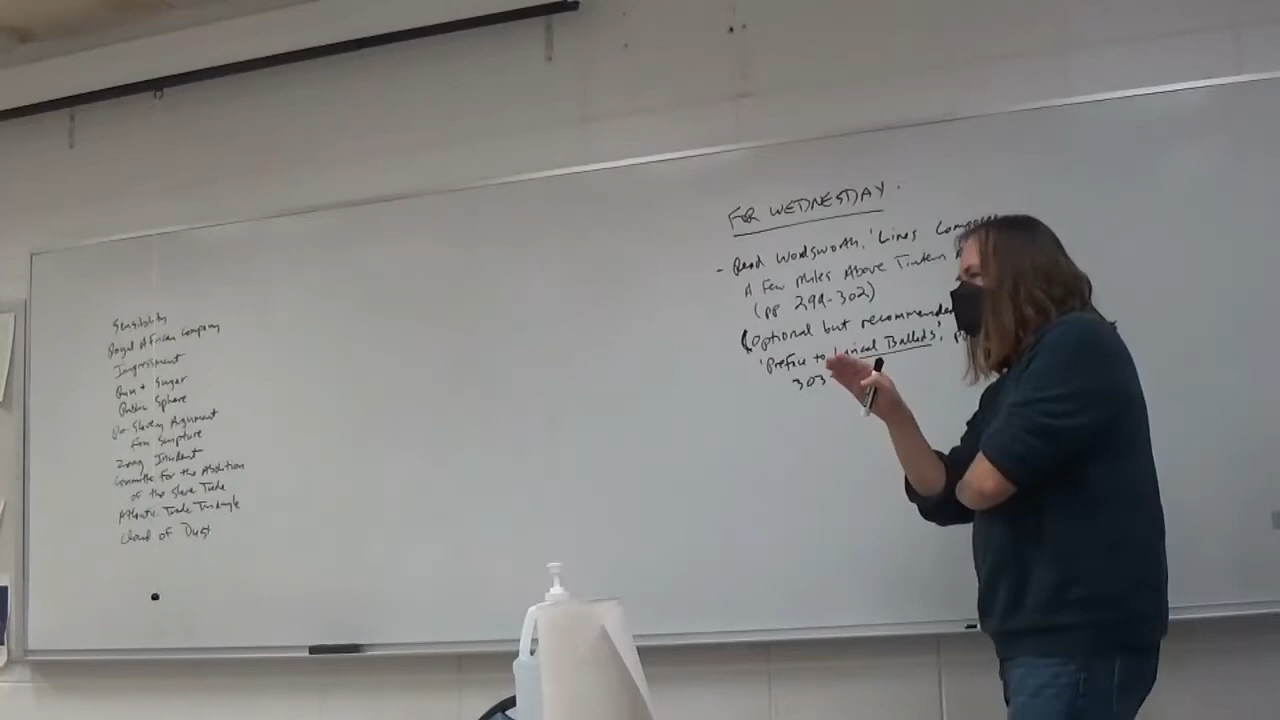 Sensibility
Royal African Company
Impressment
Rum + Sugar
Public Sphere
Pro-Slavery Argument
from Scripture
Zong Incident
Committee for the Abolition
of the Slave Trade
Atlantic Trade Triangle
Cloud of Dust
FOR WEDNESDAY.
- Read Wordsworth, 'Lines
A Few Miles Above Tintern
(pp 299-302)
(optional but recommended
'Preface to Lyrical Ballads',
303